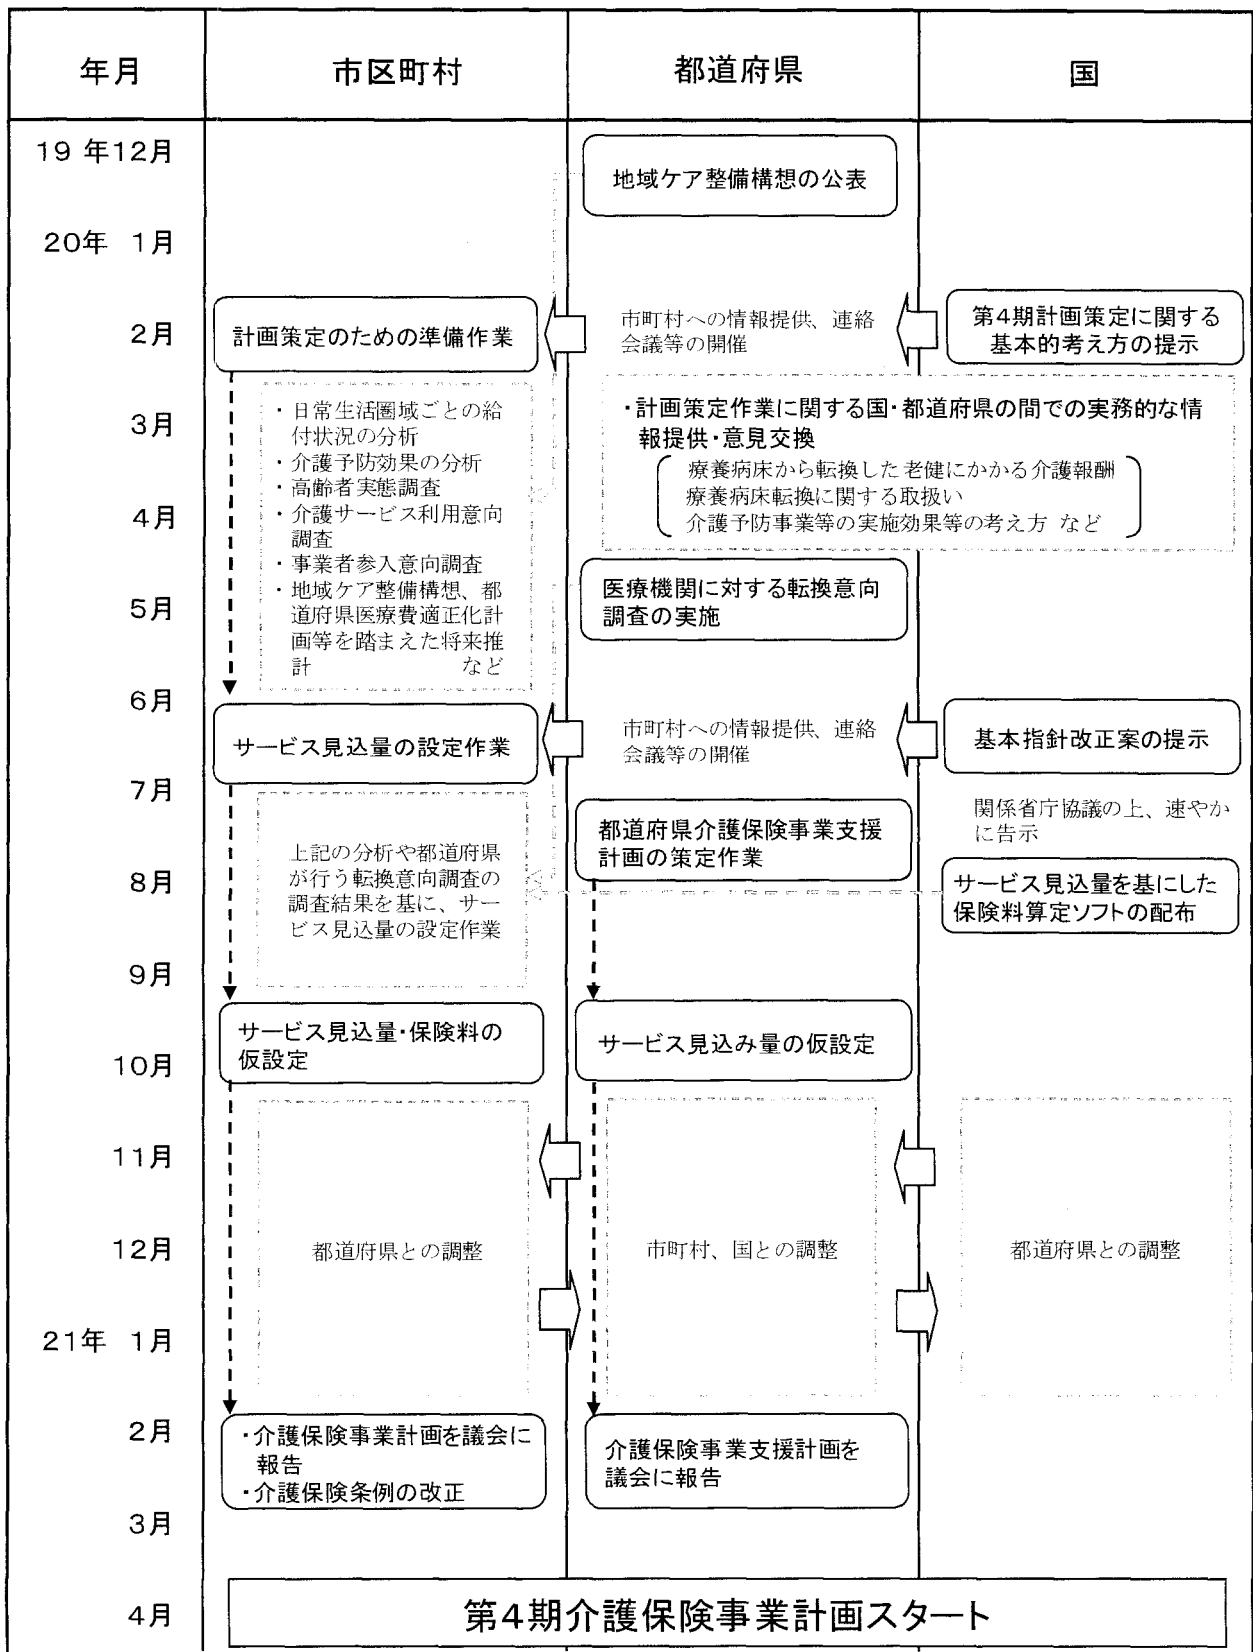 年月
市区町村
都道府県
国
19 年12月
地域ケア整備構想の公表
20年 1月
2月
計画策定のための準備作業
市町村への情報提供、連絡
会議等の開催
第4期計画策定に関する
基本的考え方の提示
3月
・日常生活圏域ごとの給
付状況の分析
・介護予防効果の分析
・高齢者実態調査
・介護サービス利用意向
調査
・事業者参入意向調査
・地域ケア整備構想、都
道府県医療費適正化計
画等を踏まえた将来推
計 など
・計画策定作業に関する国・都道府県の間での実務的な情
報提供・意見交換
療養病床から転換した老健にかかる介護報酬
療養病床転換に関する取扱い
介護予防事業等の実施効果等の考え方 など
4月
5月
医療機関に対する転換意向
調査の実施
6月
サービス見込量の設定作業
市町村への情報提供、連絡
会議等の開催
基本指針改正案の提示
7月
関係省庁協議の上、速やか
に告示
上記の分析や都道府県
が行う転換意向調査の
調査結果を基に、サー
ビス見込量の設定作業
都道府県介護保険事業支援
計画の策定作業
8月
サービス見込量を基にした
保険料算定ソフトの配布
9月
サービス見込量・保険料の
仮設定
サービス見込み量の仮設定
10月
11月
12月
都道府県との調整
市町村、国との調整
都道府県との調整
21年 1月
2月
・介護保険事業計画を議会に
報告
・介護保険条例の改正
介護保険事業支援計画を
議会に報告
3月
4月
第4期介護保険事業計画スタート